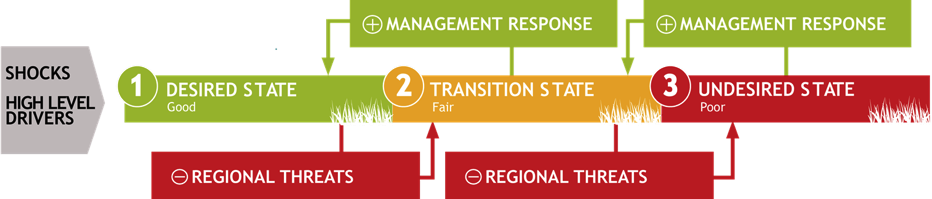 SHOCKS
HIGH LEVEL
DRIVERS
+ MANAGEMENT RESPONSE
+ MANAGEMENT RESPONSE
1 DESIRED STATE
Good
2 TRANSITION STATE
Fair
3 UNDESIRED STATE
Poor
− REGIONAL THREATS
− REGIONAL THREATS